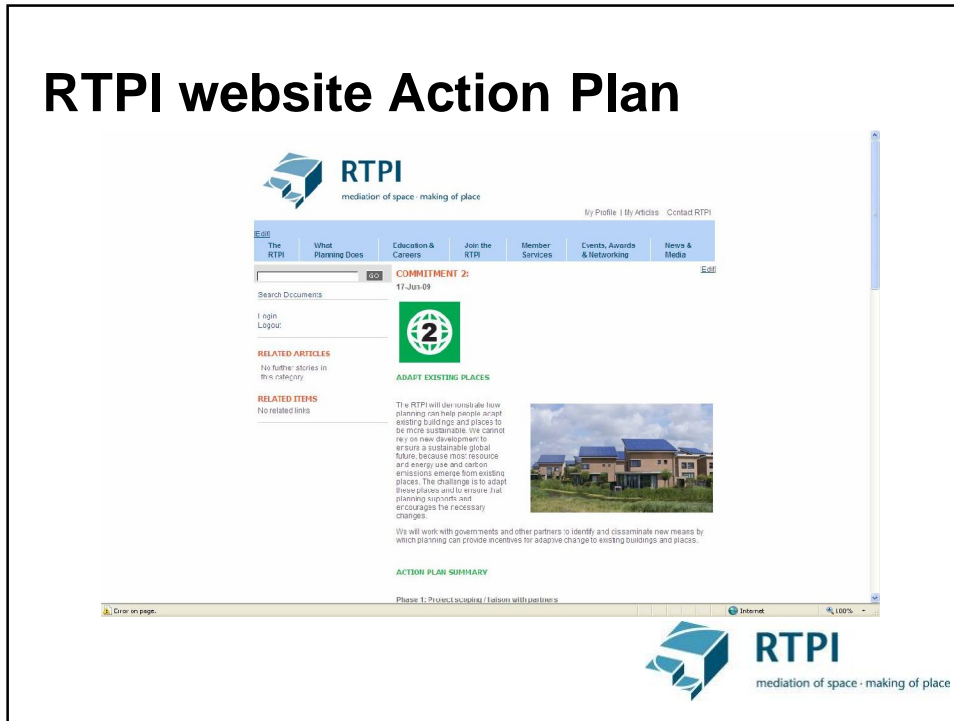 RTPI website Action Plan
RTPI
mediation of space · making of place
My Profile | My Articles Contact RTPI
[Edit]
The RTPI
What Planning Does
Education & Careers
Join the RTPI
Member Services
Events, Awards & Networking
News & Media
GO
Search Documents
Login
Logout
RELATED ARTICLES
No further stories in
this category
RELATED ITEMS
No related links
COMMITMENT 2:
[Edit]
17-Jun-09
2
ADAPT EXISTING PLACES
The RTPI will demonstrate how
planning can help people adapt
existing buildings and places to
be more sustainable. We cannot
rely on new development to
ensure a sustainable global
future, because most resource
and energy use and carbon
emissions emerge from existing
places. The challenge is to adapt
these places and to ensure that
planning supports and
encourages the necessary
changes.
We will work with governments and other partners to identify and disseminate new means by
which planning can provide incentives for adaptive change to existing buildings and places.
ACTION PLAN SUMMARY
Phase 1: Project scoping / liaison with partners
Error on page.
Internet
100%
RTPI
mediation of space · making of place